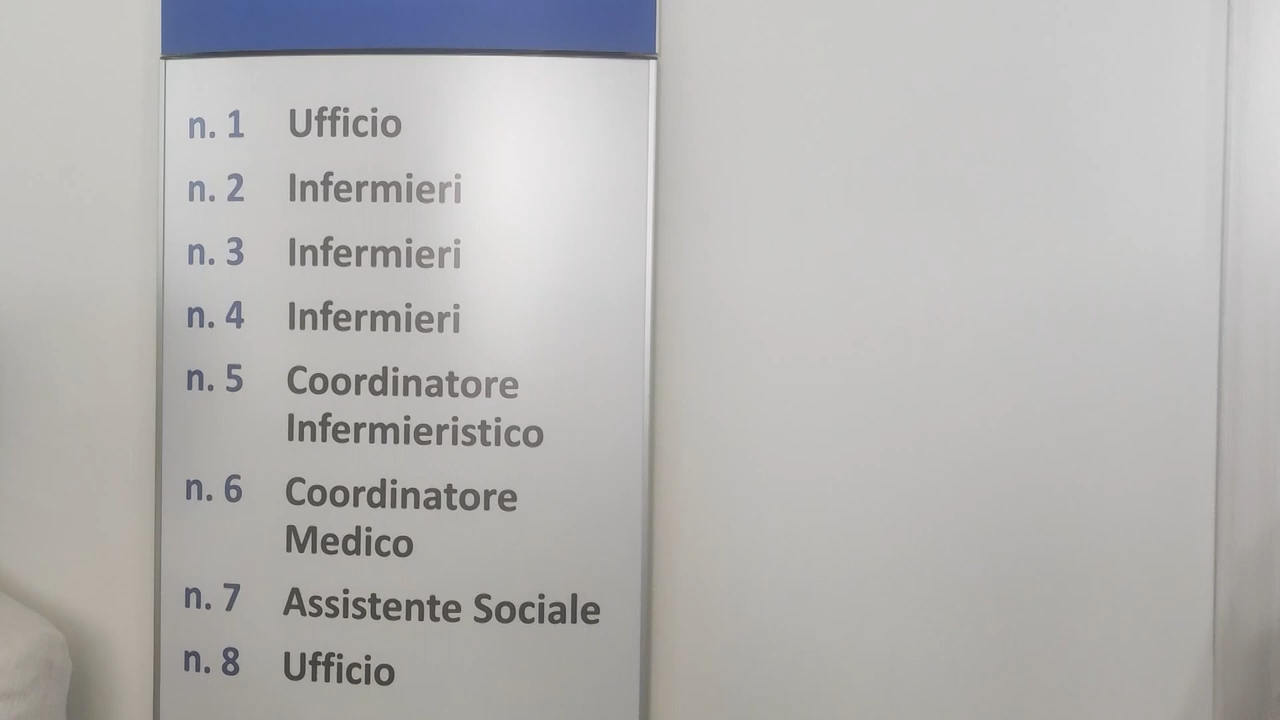 n. 1 Ufficio
n. 2 Infermieri
n. 3 Infermieri
n. 4 Infermieri
n. 5 Coordinatore
Infermieristico
n. 6 Coordinatore
Medico
n. 7 Assistente Sociale
n. 8 Ufficio